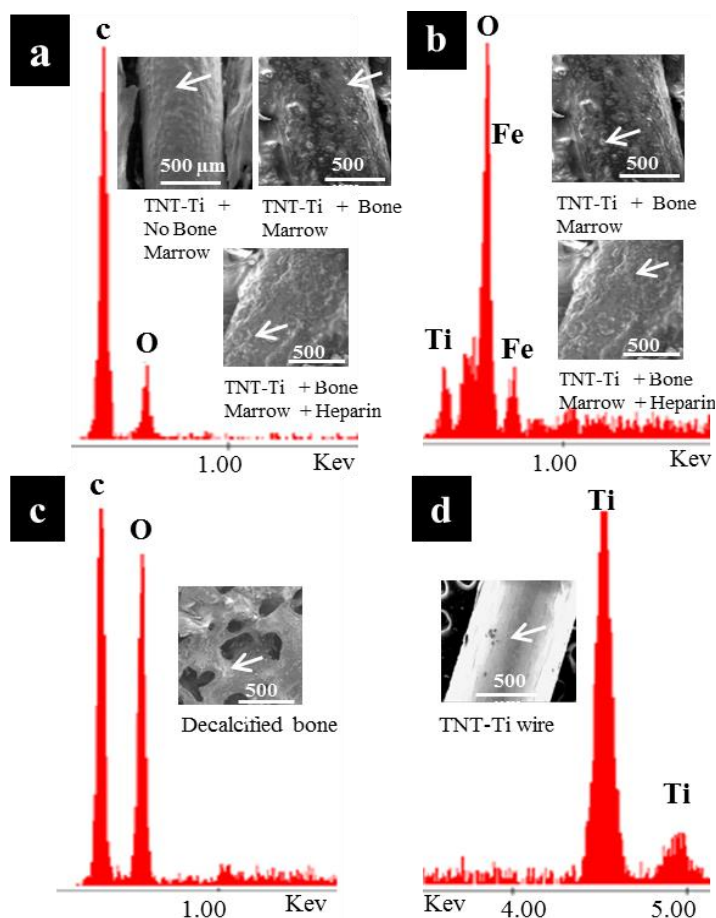 a
c
O
500 μm
500
TNT-Ti +
No Bone
Marrow
TNT-Ti + Bone
Marrow
500
TNT-Ti + Bone
Marrow + Heparin
1.00
Kev
b
O
Fe
500
TNT-Ti + Bone
Marrow
Ti
Fe
500
TNT-Ti + Bone
Marrow + Heparin
1.00
Kev
c
c
O
500
Decalcified bone
1.00
Kev
d
Ti
500
TNT-Ti wire
Ti
4.00
Kev
5.00